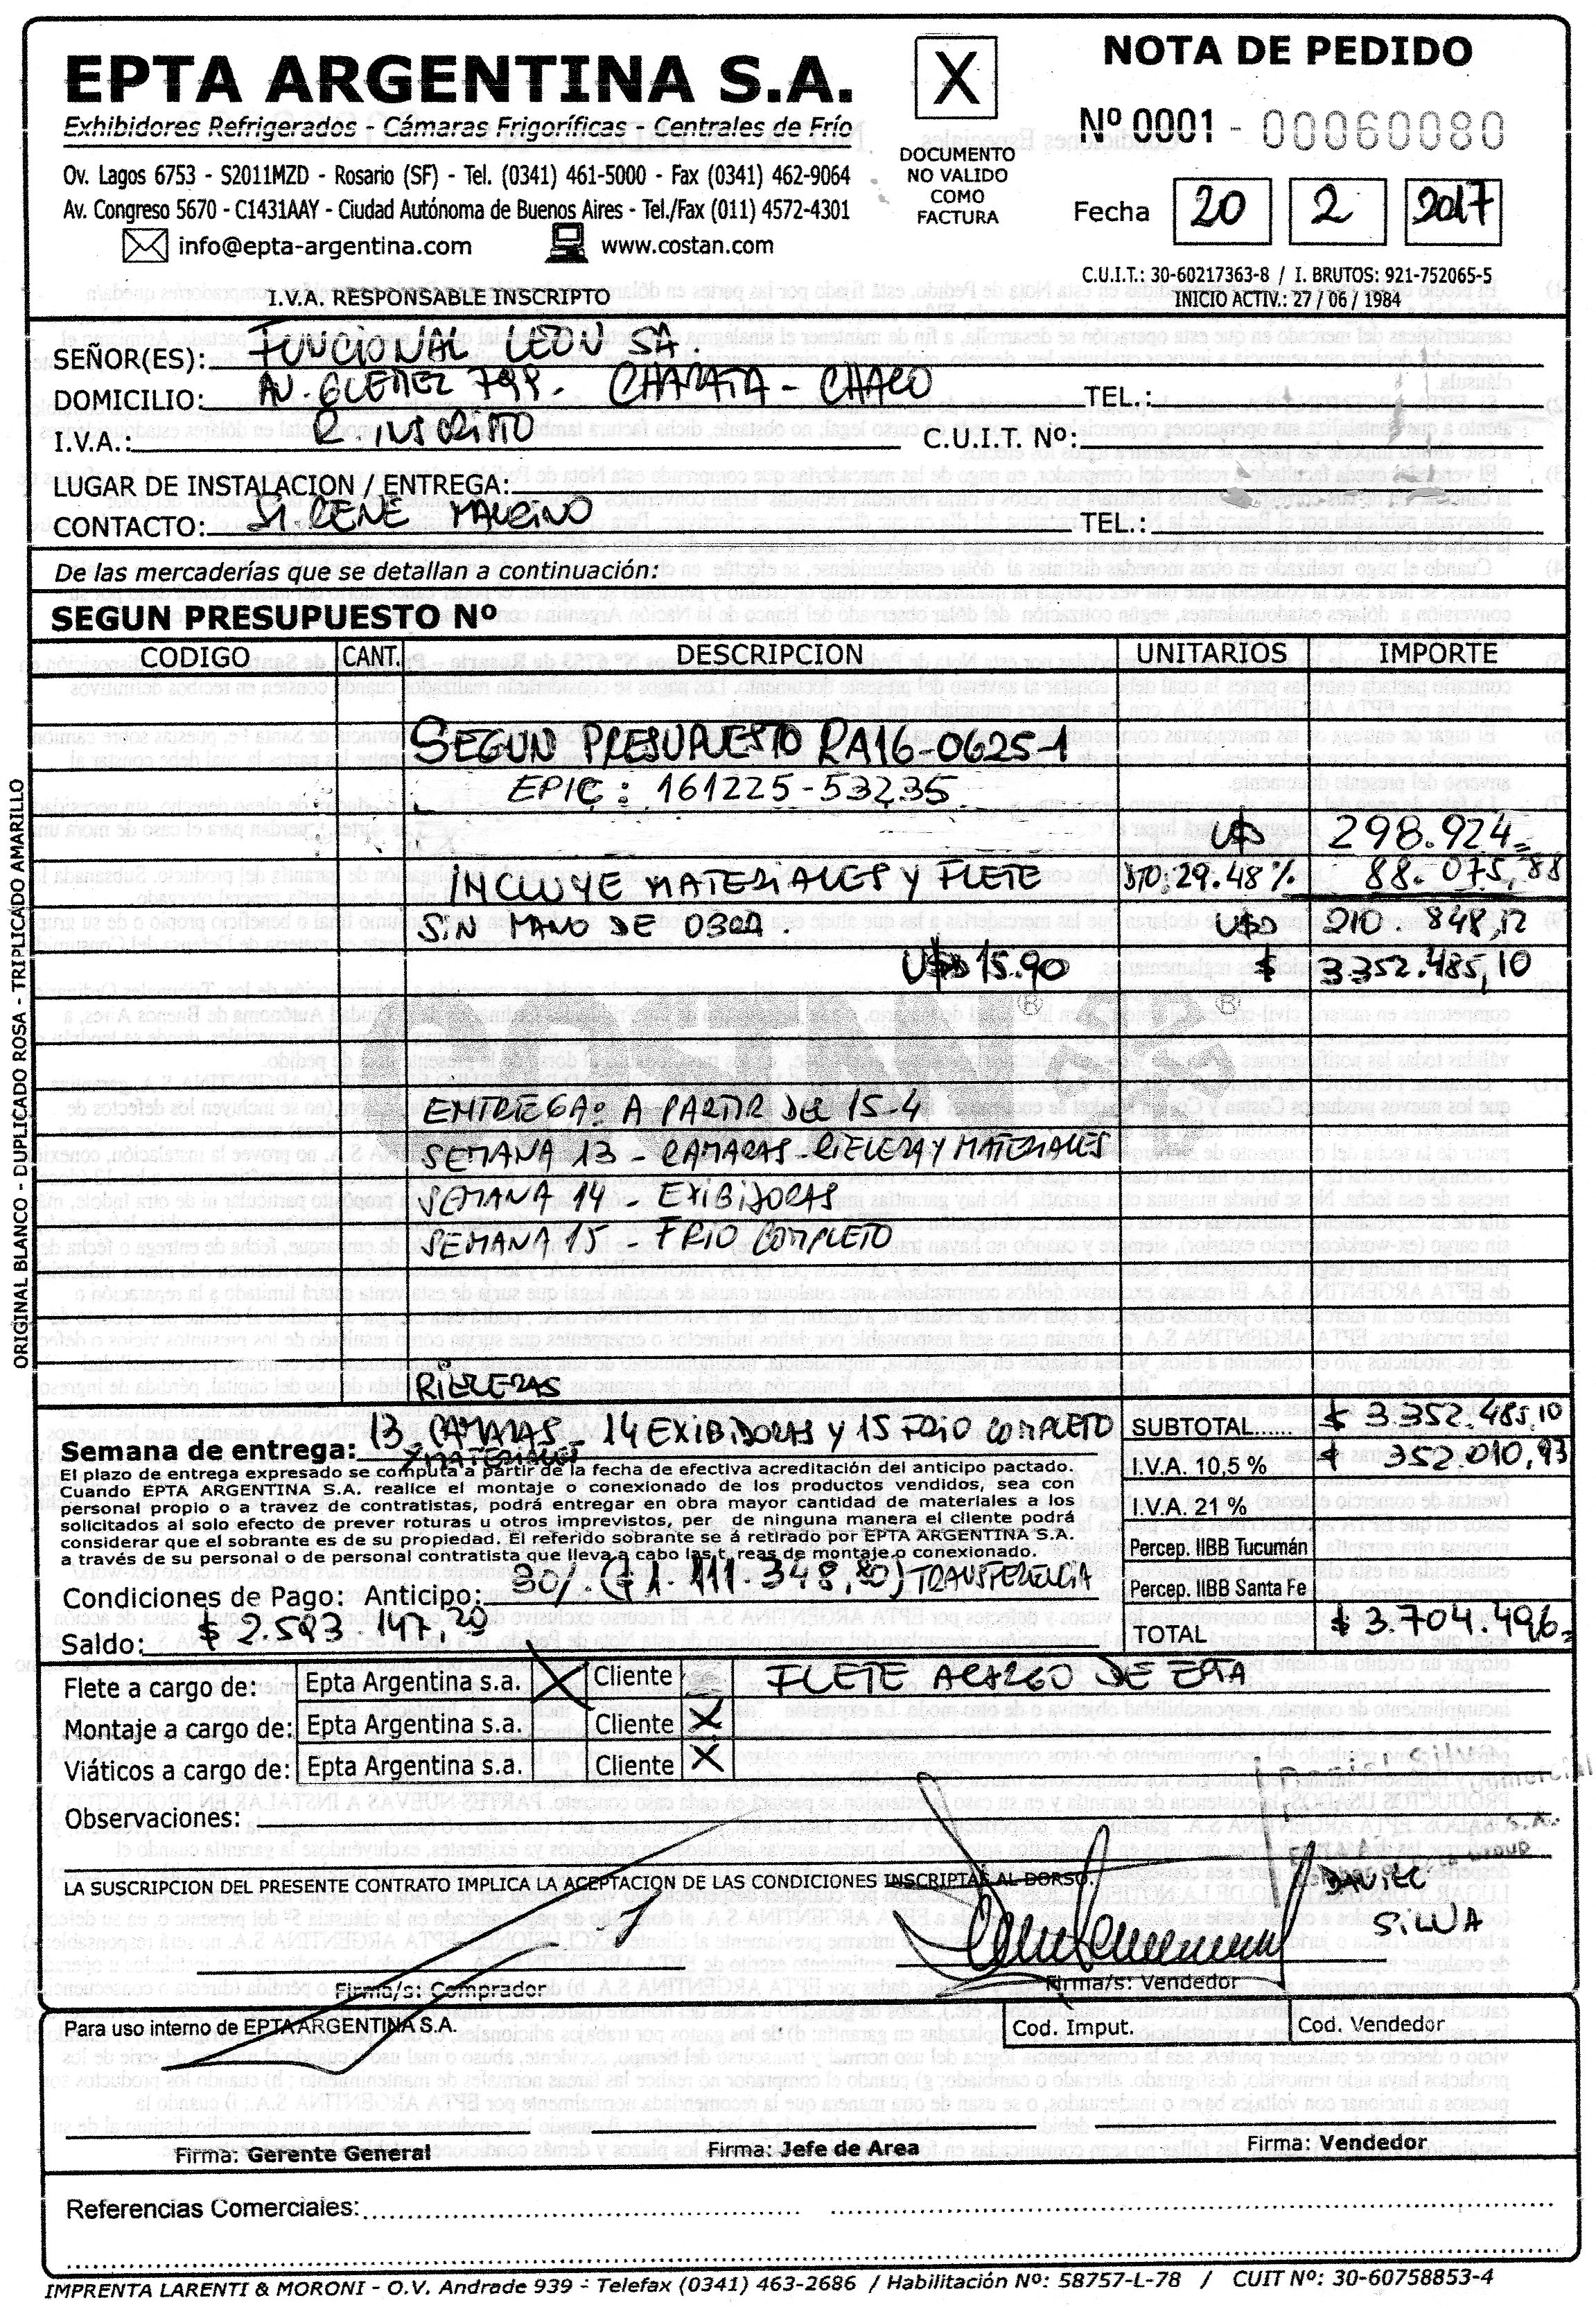 EPTA ARGENTINA S.A.
Exhibidores Refrigerados - Cámaras Frigoríficas - Centrales de Frío
Ov. Lagos 6753 - S2011MZD - Rosario (SF) - Tel. (0341) 461-5000 - Fax (0341) 462-9064
Av. Congreso 5670 - C1431AAY - Ciudad Autónoma de Buenos Aires - Tel./Fax (011) 4572-4301
info@epta-argentina.com www.costan.com
I.V.A. RESPONSABLE INSCRIPTO
X
DOCUMENTO
NO VALIDO
COMO
FACTURA
NOTA DE PEDIDO
Nº 0001 - 00060080
Fecha 20 2 2017
C.U.I.T.: 30-60217363-8 / I. BRUTOS: 921-752065-5
INICIO ACTIV.: 27 / 06 / 1984
SEÑOR(ES): FUNCIONAL LEON SA.
DOMICILIO: AV. 799. CHARATA - CHACO TEL.:
I.V.A.: R. INSCRIPTO C.U.I.T. Nº:
LUGAR DE INSTALACION / ENTREGA:
CONTACTO: SR. RENE MAURINO TEL.:
De las mercaderías que se detallan a continuación:
SEGUN PRESUPUESTO Nº
CODIGO CANT. DESCRIPCION UNITARIOS IMPORTE
SEGUN PRESUPUESTO RA16-0625-1
EPIC: 161225-53235
U$D 298.924=
INCLUYE MATERIALES Y FLETE DTO: 29.48% 88.075,88
SIN MANO DE OBRA. U$D 210.848,12
U$D 15.90 $ 3.352.485,10
ENTREGA: A PARTIR DEL 15-4
SEMANA 13 - CAMARAS - RIELERA Y MATERIALES
SEMANA 14 - EXIBIDORAS
SEMANA 15 - FRIO COMPLETO
RIELERAS
Semana de entrega: 13 CAMARAS 14 EXIBIDORAS Y 15 FRIO COMPLETO
Y MATERIALES
El plazo de entrega expresado se computa a partir de la fecha de efectiva acreditación del anticipo pactado.
Cuando EPTA ARGENTINA S.A. realice el montaje o conexionado de los productos vendidos, sea con
personal propio o a travez de contratistas, podrá entregar en obra mayor cantidad de materiales a los
solicitados al solo efecto de prever roturas u otros imprevistos, per de ninguna manera el cliente podrá
considerar que el sobrante es de su propiedad. El referido sobrante se á retirado por EPTA ARGENTINA S.A.
a través de su personal o de personal contratista que lleva a cabo las t reas de montaje o conexionado.
Condiciones de Pago: Anticipo: 30%. ($ 1.111.348,80) TRANSFERENCIA
Saldo: $ 2.593.147,20
SUBTOTAL...... $ 3.352.485,10
I.V.A. 10,5 % $ 352.010,93
I.V.A. 21 %
Percep. IIBB Tucumán
Percep. IIBB Santa Fe
TOTAL $ 3.704.496=
Flete a cargo de: Epta Argentina s.a. X Cliente FLETE A CARGO DE EPTA
Montaje a cargo de: Epta Argentina s.a. Cliente X
Viáticos a cargo de: Epta Argentina s.a. Cliente X
Observaciones:
LA SUSCRIPCION DEL PRESENTE CONTRATO IMPLICA LA ACEPTACION DE LAS CONDICIONES INSCRIPTAS AL DORSO.
DANIEL
SILVA
Firma/s: Comprador Firma/s: Vendedor
Para uso interno de EPTA ARGENTINA S.A. Cod. Imput. Cod. Vendedor
Firma: Gerente General Firma: Jefe de Area Firma: Vendedor
Referencias Comerciales:
IMPRENTA LARENTI & MORONI - O.V. Andrade 939 - Telefax (0341) 463-2686 / Habilitación Nº: 58757-L-78 / CUIT Nº: 30-60758853-4
ORIGINAL BLANCO - DUPLICADO ROSA - TRIPLICADO AMARILLO